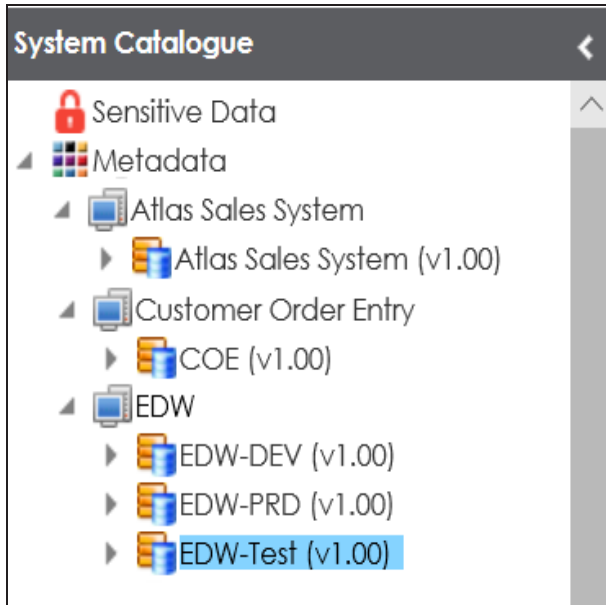 System Catalogue
Sensitive Data
Metadata
Atlas Sales System
Atlas Sales System (v1.00)
Customer Order Entry
COE (v1.00)
EDW
EDW-DEV (v1.00)
EDW-PRD (v1.00)
EDW-Test (v1.00)